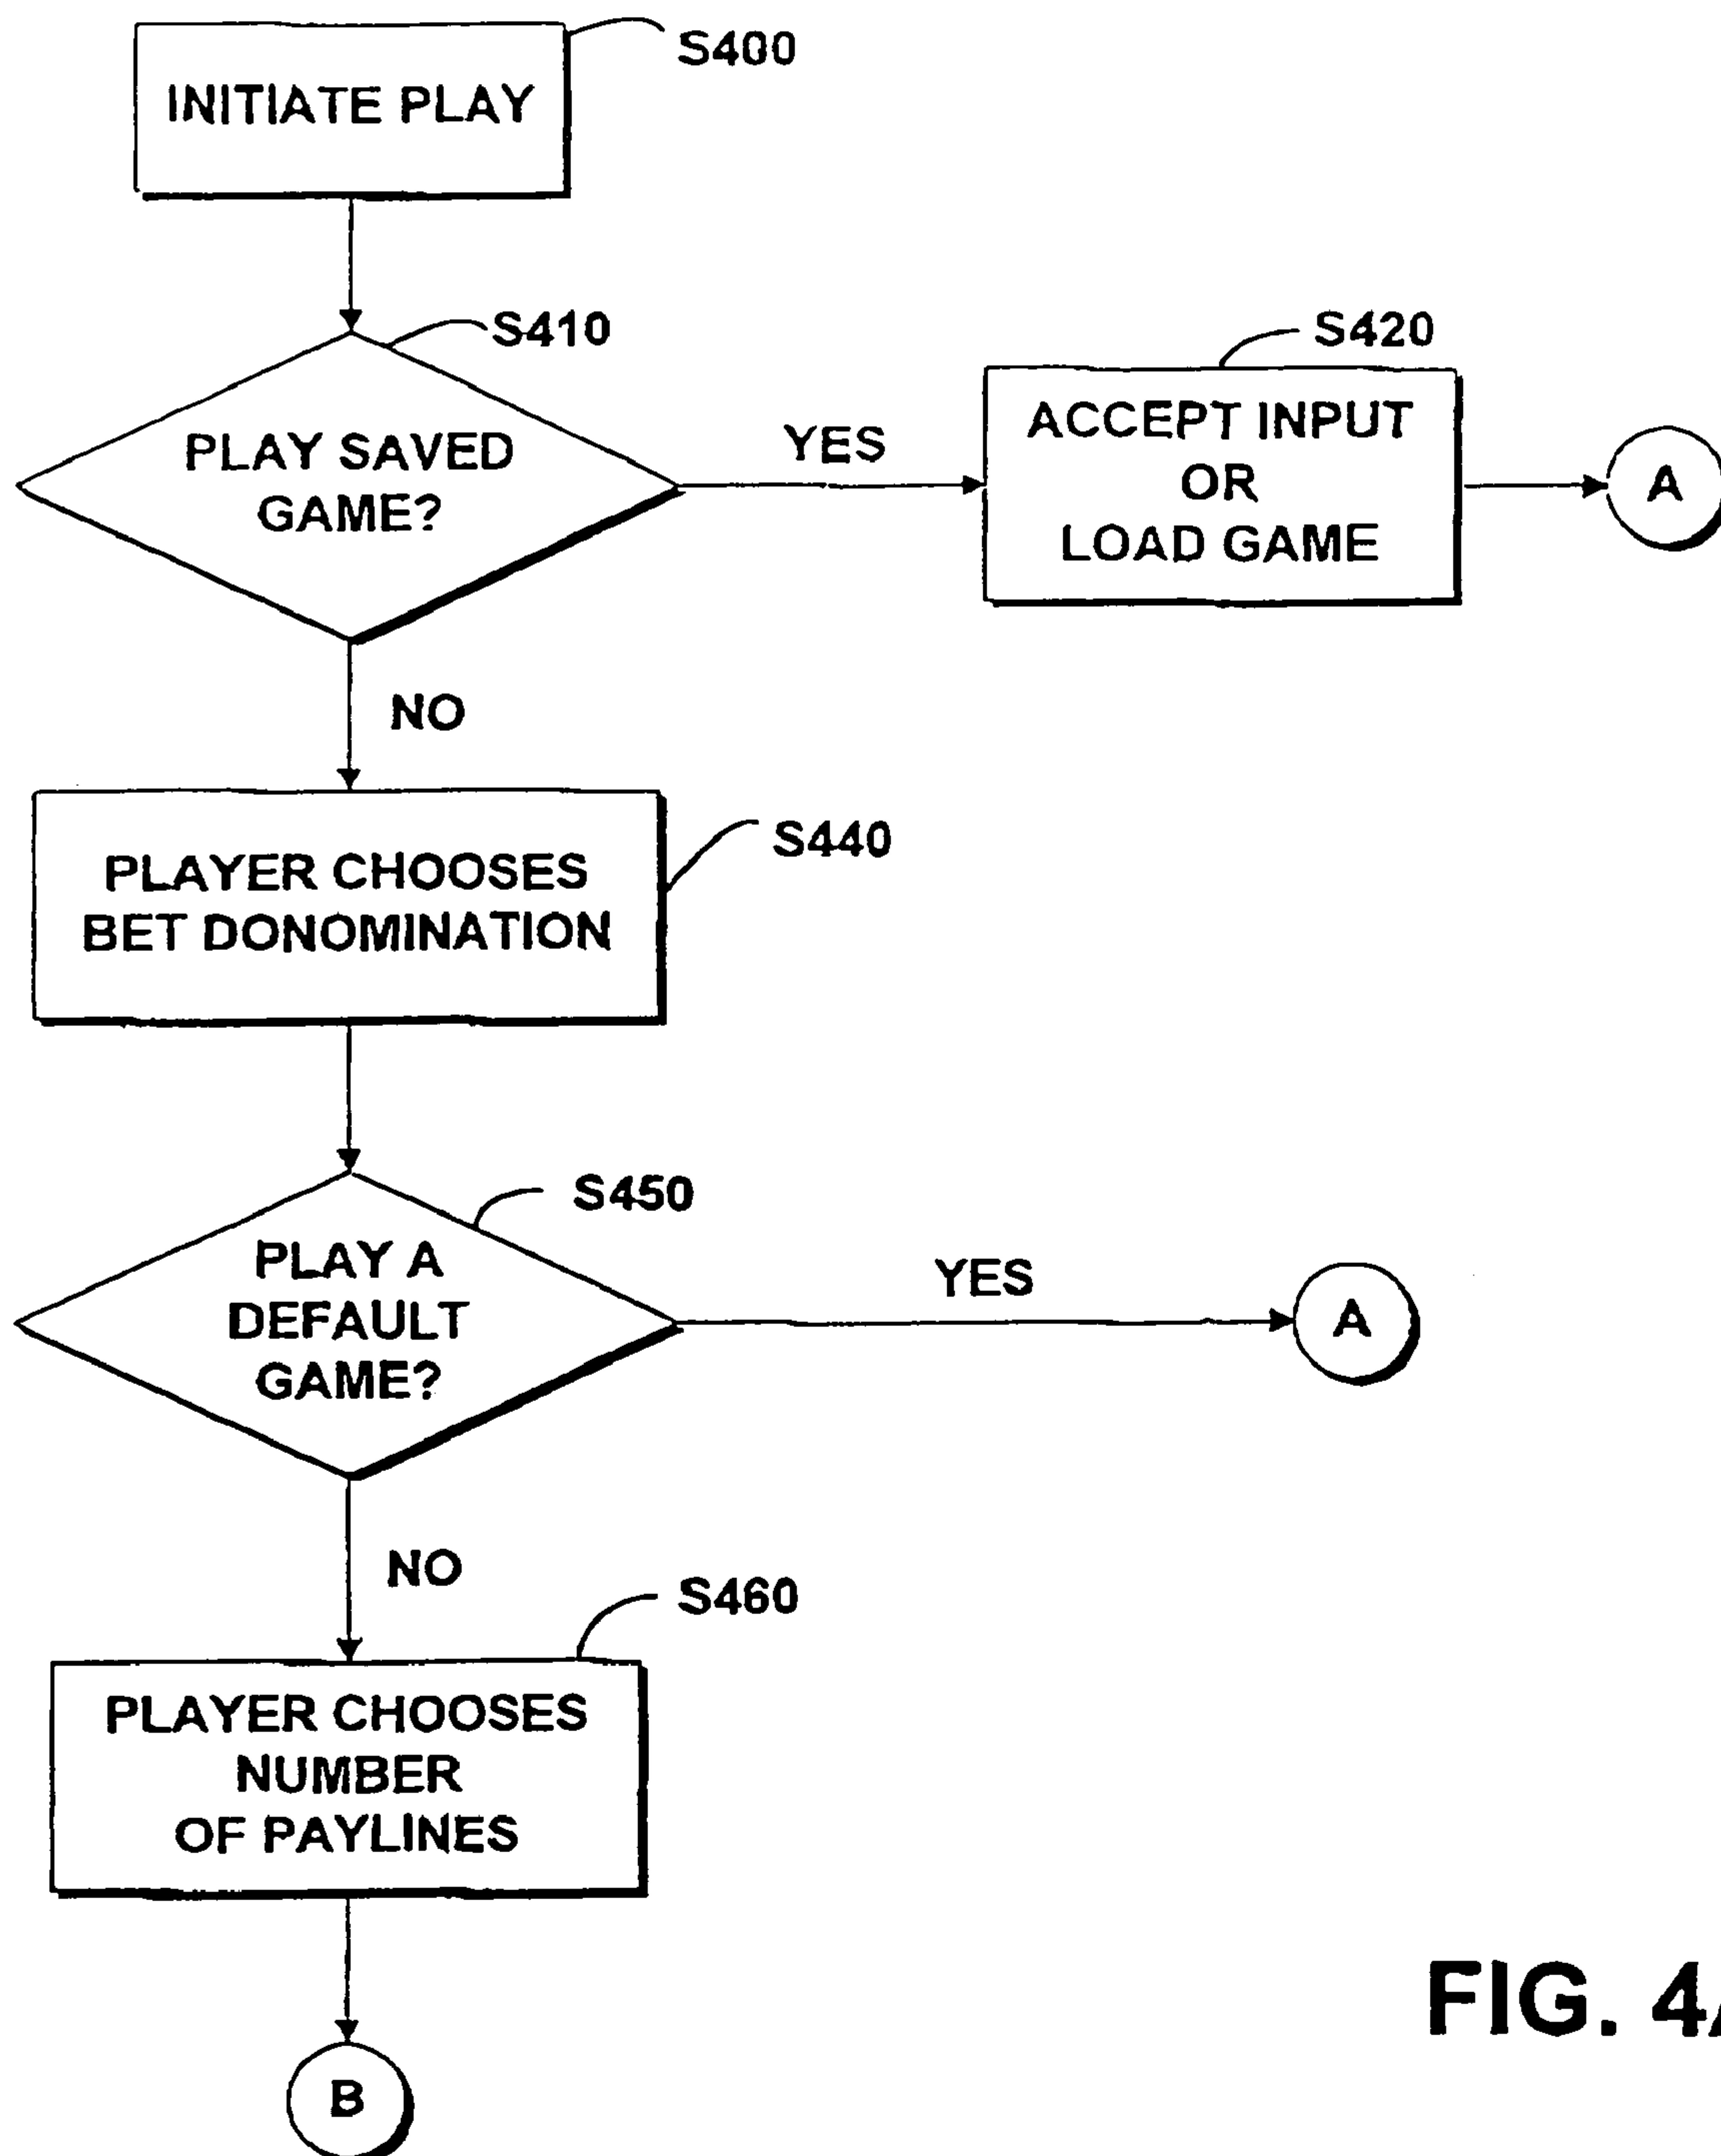 S400
INITIATE PLAY
S410
PLAY SAVED
GAME?
YES
S420
ACCEPT INPUT
OR
LOAD GAME
A
NO
S440
PLAYER CHOOSES
BET DONOMINATION
S450
PLAY A
DEFAULT
GAME?
YES
A
NO
S460
PLAYER CHOOSES
NUMBER
OF PAYLINES
B
FIG. 4A